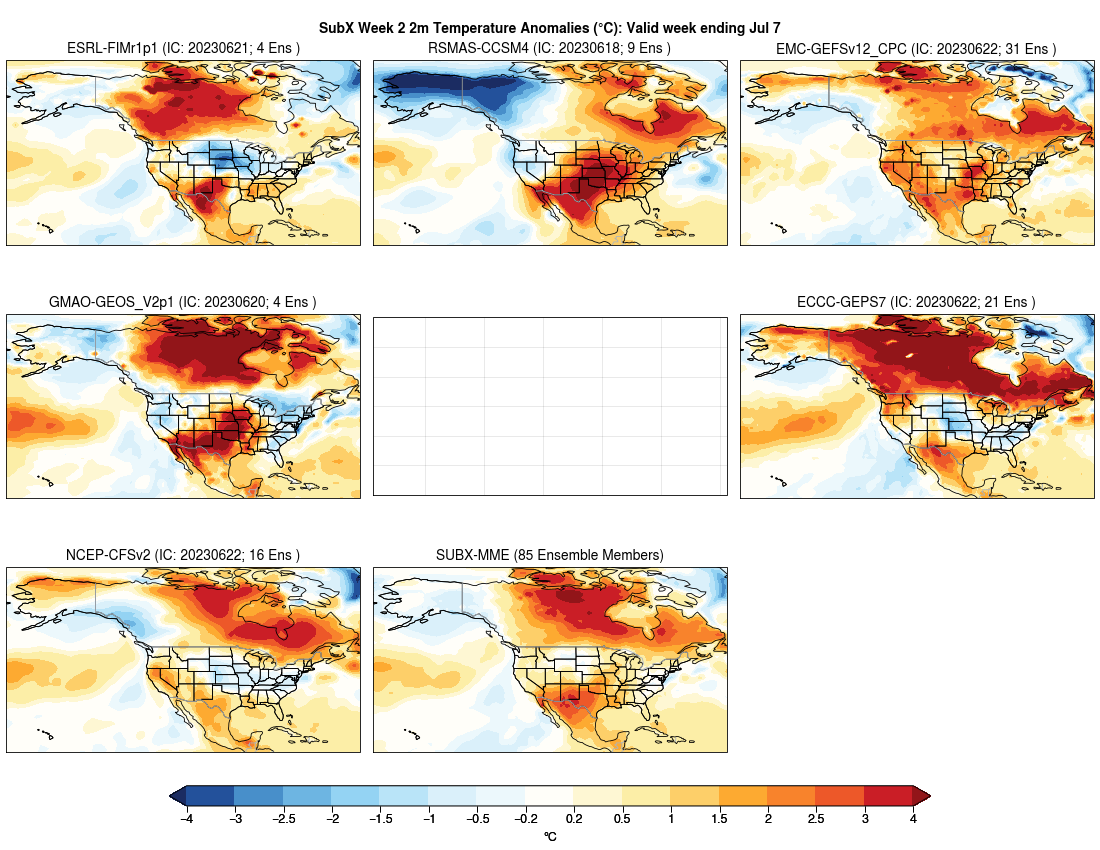 SubX Week 2 2m Temperature Anomalies (°C): Valid week ending Jul 7
ESRL-FIMr1p1 (IC: 20230621; 4 Ens )
RSMAS-CCSM4 (IC: 20230618; 9 Ens )
EMC-GEFSv12_CPC (IC: 20230622; 31 Ens )
GMAO-GEOS_V2p1 (IC: 20230620; 4 Ens )
ECCC-GEPS7 (IC: 20230622; 21 Ens )
NCEP-CFSv2 (IC: 20230622; 16 Ens )
SUBX-MME (85 Ensemble Members)
−4 −3 −2.5 −2 −1.5 −1 −0.5 −0.2 0.2 0.5 1 1.5 2 2.5 3 4
°C